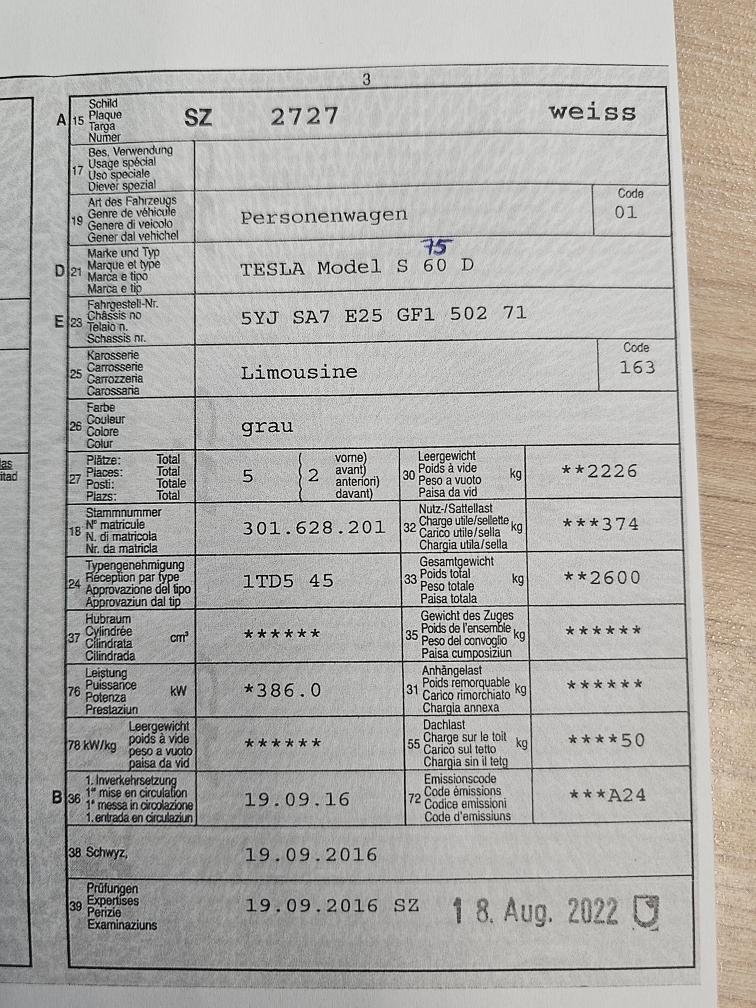 3
A 15 Schild Plaque Targa Numer SZ 2727 weiss
17 Bes. Verwendung Usage spécial Uso speciale Diever spezial
19 Art des Fahrzeugs Genre de véhicule Genere di veicolo Gener dal vehichel Personenwagen Code 01
D 21 Marke und Typ Marque et type Marca e tipo Marca e tip TESLA Model S 60 D 75
E 23 Fahrgestell-Nr. Châssis no Telaio n. Schassis nr. 5YJ SA7 E25 GF1 502 71
25 Karosserie Carrosserie Carrozzeria Carossaria Limousine Code 163
26 Farbe Couleur Colore Colur grau
27 Plätze: Total Places: Total Posti: Totale Plazs: Total 5 ( 2 vorne) avant) anteriori) davant) 30 Leergewicht Poids à vide Peso a vuoto Paisa da vid kg **2226
18 Stammnummer N° matricule N. di matricola Nr. da matricla 301.628.201 32 Nutz-/Sattellast Charge utile/sellette Carico utile/sella Chargia utila/sella kg ***374
24 Typengenehmigung Réception par type Approvazione del tipo Approvaziun dal tip 1TD5 45 33 Gesamtgewicht Poids total Peso totale Paisa totala kg **2600
37 Hubraum Cylindrée Cilindrata Cilindrada cm³ ****** 35 Gewicht des Zuges Poids de l'ensemble Peso del convoglio Paisa cumposiziun kg ******
76 Leistung Puissance Potenza Prestaziun kW *386.0 31 Anhängelast Poids remorquable Carico rimorchiato Chargia annexa kg ******
78 kW/kg Leergewicht poids à vide peso a vuoto paisa da vid ****** 55 Dachlast Charge sur le toit Carico sul tetto Chargia sin il tetg kg ****50
B 36 1. Inverkehrsetzung 1re mise en circulation 1a messa in circolazione 1. entrada en circulaziun 19.09.16 72 Emissionscode Code émissions Codice emissioni Code d'emissiuns ***A24
38 Schwyz, 19.09.2016
39 Prüfungen Expertises Perizie Examinaziuns 19.09.2016 SZ 18. Aug. 2022